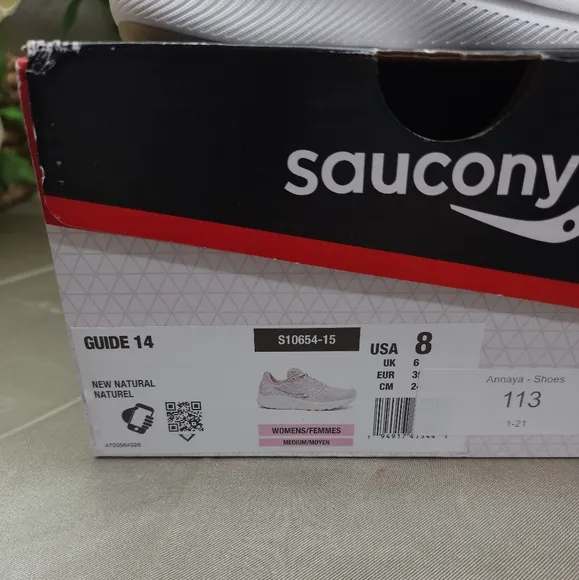 saucony
GUIDE 14
NEW NATURAL
NATUREL
S10654-15
WOMENS/FEMMES
MEDIUM/MOYEN
USA 8
UK 6
EUR
CM
Annaya - Shoes
113
1-21